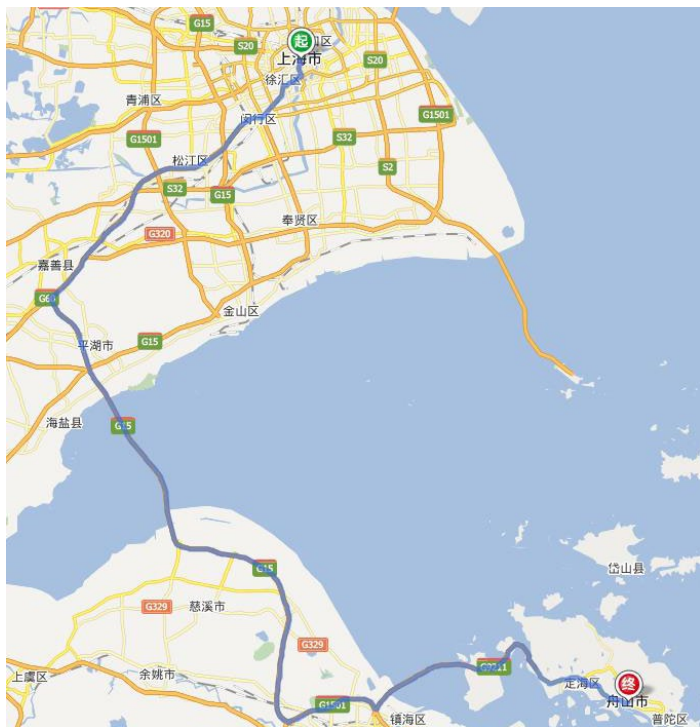 G15
起
口区
S20
上海市
S20
徐汇区
青浦区
G1501
闵行区
G1501
S32
松江区
S2
S32
G15
奉贤区
G320
嘉善县
G60
金山区
平湖市
G15
海盐县
G15
岱山县
G15
慈溪市
G329
G329
余姚市
上虞区
G9211
定海区
终
舟山市
G1501
镇海区
普陀区